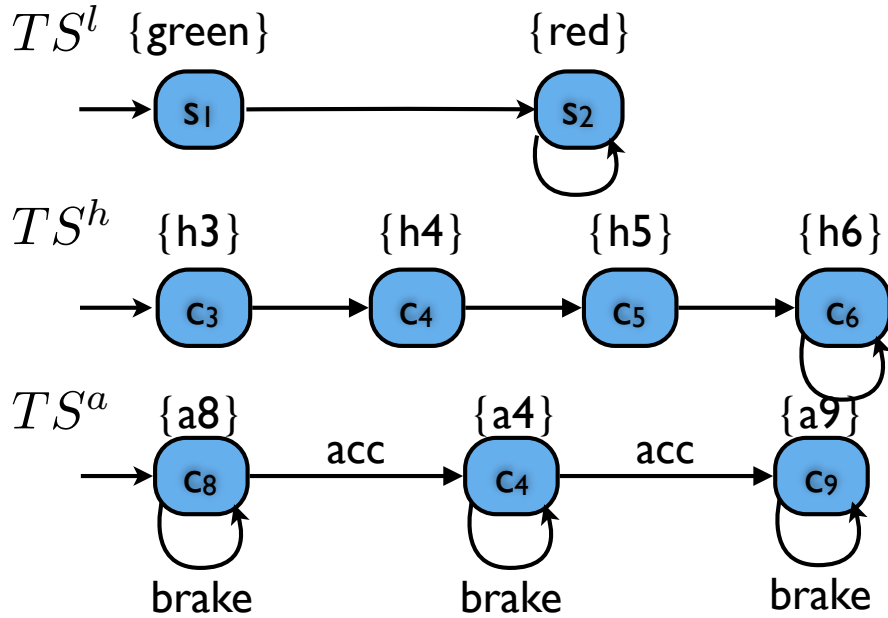 TS^l {green} {red}
s1 s2
TS^h {h3} {h4} {h5} {h6}
c3 c4 c5 c6
TS^a {a8} {a4} {a9}
acc acc
c8 c4 c9
brake brake brake